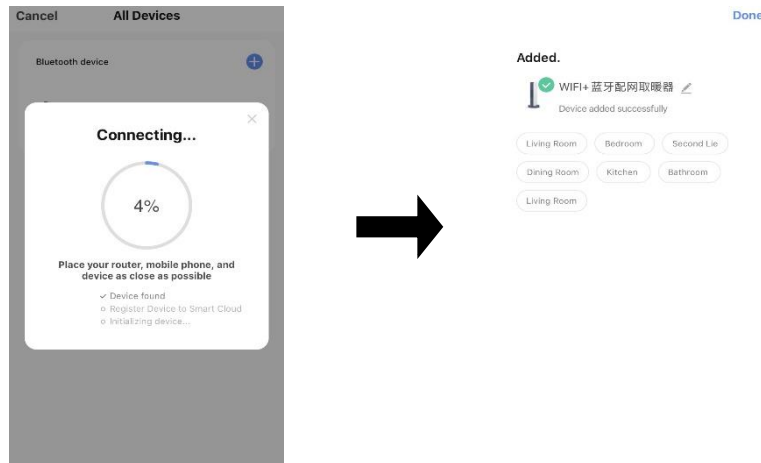 Cancel
All Devices
Bluetooth device
Connecting...
4%
Place your router, mobile phone, and
device as close as possible
Device found
Register Device to Smart Cloud
Initializing device...
Done
Added.
WIFI+蓝牙配网取暖器
Device added successfully
Living Room Bedroom Second Lie
Dining Room Kitchen Bathroom
Living Room